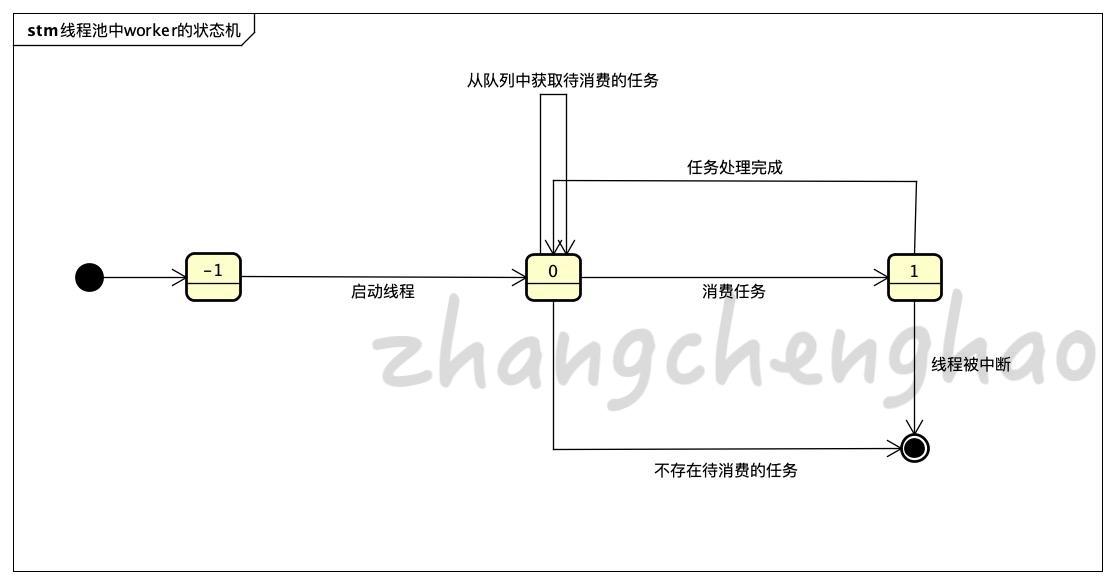 stm 线程池中worker的状态机
从队列中获取待消费的任务
任务处理完成
-1
0
1
启动线程
消费任务
zhangchenghao
线程被中断
不存在待消费的任务